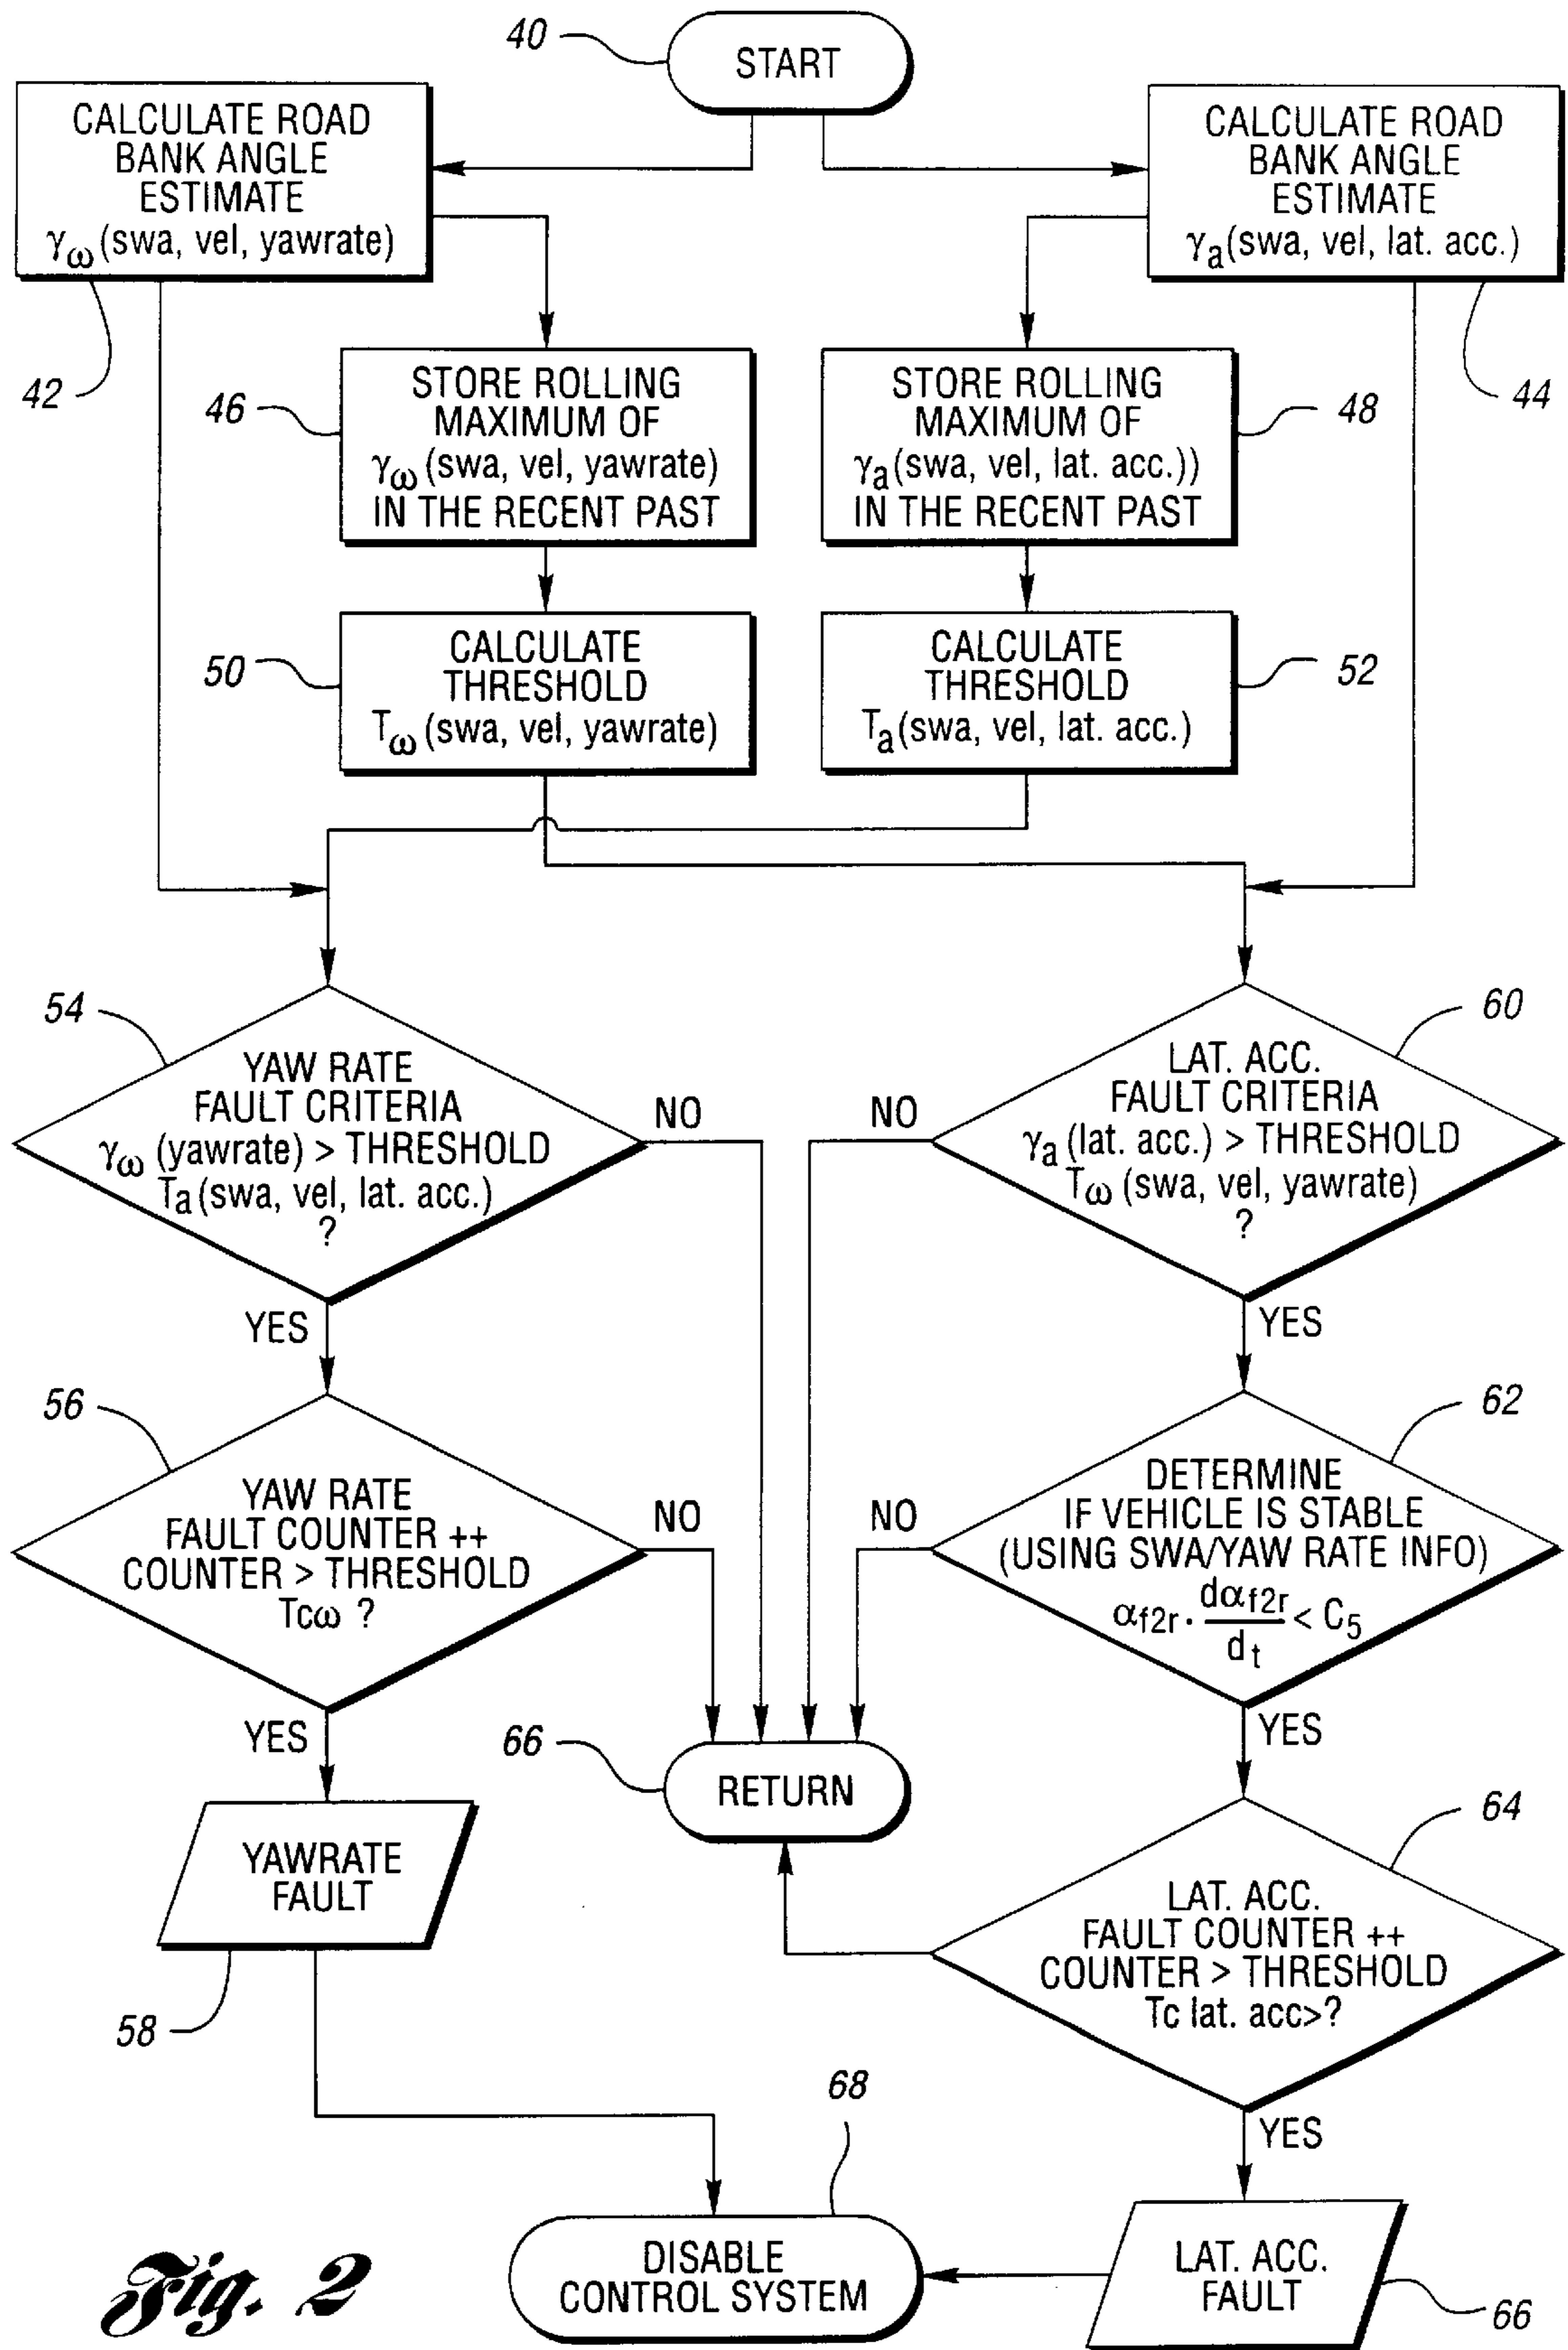 40
START
CALCULATE ROAD
BANK ANGLE
ESTIMATE
γω (swa, vel, yawrate)
42
CALCULATE ROAD
BANK ANGLE
ESTIMATE
γa (swa, vel, lat. acc.)
44
46
STORE ROLLING
MAXIMUM OF
γω (swa, vel, yawrate)
IN THE RECENT PAST
STORE ROLLING
MAXIMUM OF
γa (swa, vel, lat. acc.))
IN THE RECENT PAST
48
50
CALCULATE
THRESHOLD
Tω (swa, vel, yawrate)
CALCULATE
THRESHOLD
Ta (swa, vel, lat. acc.)
52
54
YAW RATE
FAULT CRITERIA
γω (yawrate) > THRESHOLD
Ta (swa, vel, lat. acc.)
?
NO
YES
60
LAT. ACC.
FAULT CRITERIA
γa (lat. acc.) > THRESHOLD
Tω (swa, vel, yawrate)
?
NO
YES
56
YAW RATE
FAULT COUNTER ++
COUNTER > THRESHOLD
Tcω ?
NO
YES
62
DETERMINE
IF VEHICLE IS STABLE
(USING SWA/YAW RATE INFO)
αf2r · dαf2r / dt < C5
NO
YES
66
RETURN
YAWRATE
FAULT
58
64
LAT. ACC.
FAULT COUNTER ++
COUNTER > THRESHOLD
Tc lat. acc>?
YES
68
DISABLE
CONTROL SYSTEM
LAT. ACC.
FAULT
66
Fig. 2